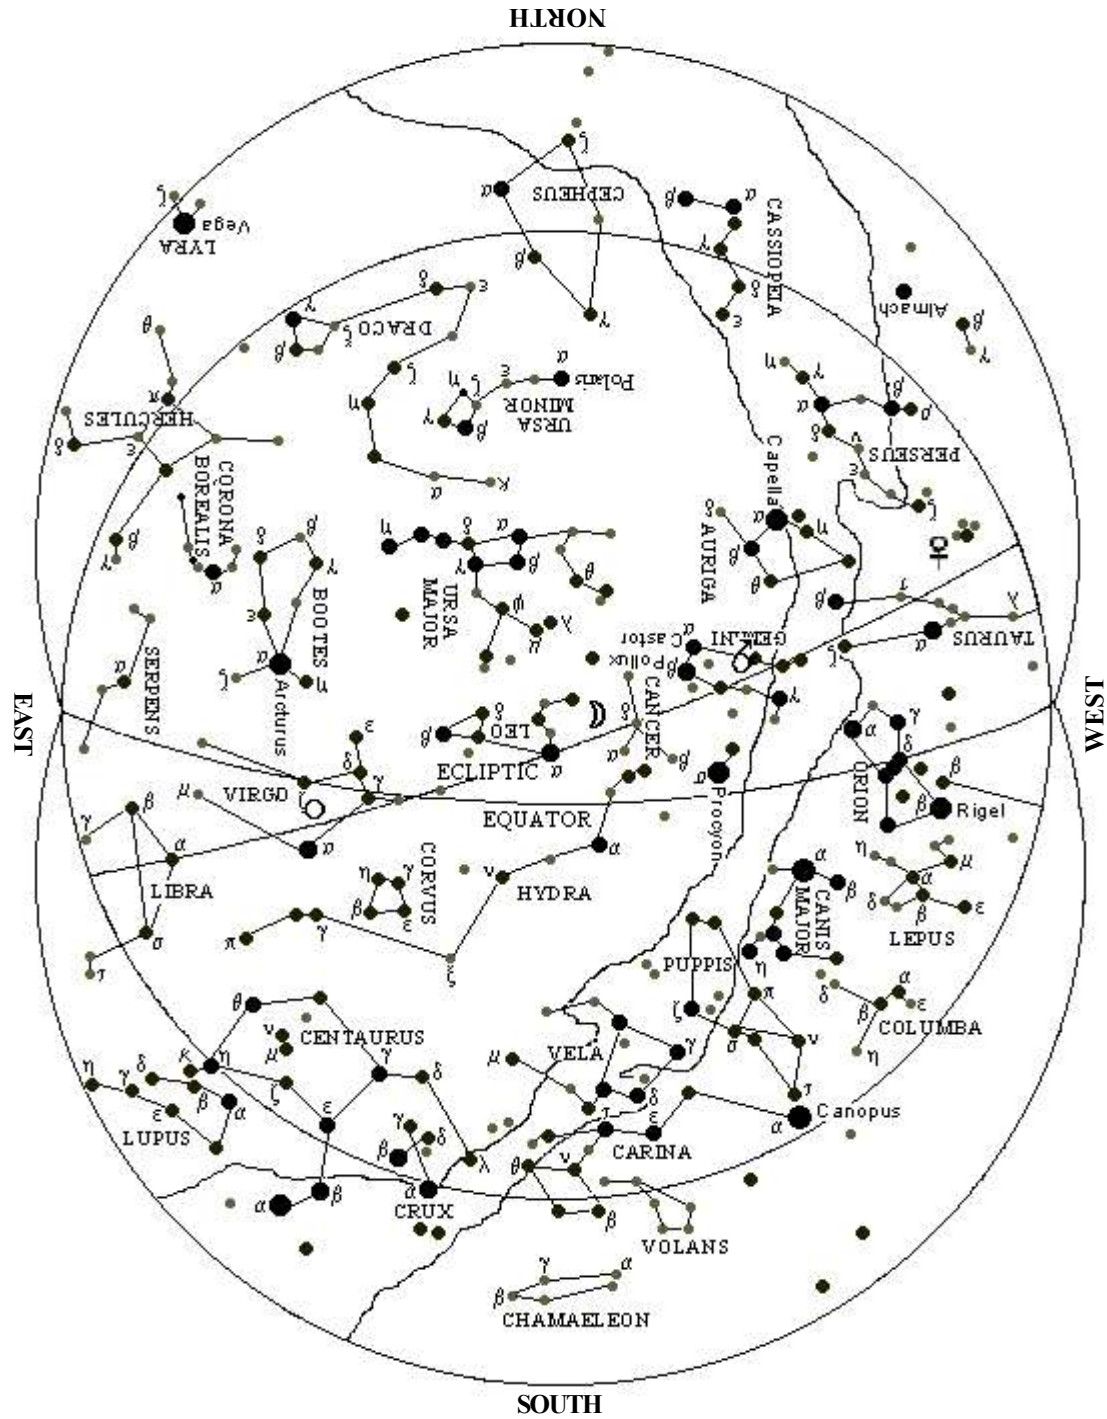 NORTH
ζ
α
CEPHEUS
β
α
CASSIOPEIA
ζ
Vega
LYRA
β
γ
δ
ε
γ
δ
ε
Almach
γ
DRACO
ξ
β
θ
β
γ
ζ
η
α
Polaris
ε
ζ
η
URSA
MINOR
γ
β
η
γ
α
β
ρ
δ
ν
PERSEUS
ε
ζ
π
HERCULES
δ
ε
α
κ
CORONA
BOREALIS
α
β
γ
δ
β
γ
BOOTES
ε
α
ζ
η
Arcturus
η
δ
α
γ
β
θ
URSA
MAJOR
ψ
λ
μ
Capella
δ
α
η
β
AURIGA
θ
♀
β
τ
λ
TAURUS
ζ
α
Castor
GEMINI
β
Pollux
♂
γ
SERPENS
α
EAST
WEST
CANCER
δ
α
β
☽
δ
LEO
β
α
ECLIPTIC
ε
δ
γ
VIRGO
μ
α
EQUATOR
α
Procyon
α
γ
δ
ORION
β
β
Rigel
β
γ
α
LIBRA
σ
τ
CORVUS
η
γ
β
ε
ν
HYDRA
α
π
γ
ξ
α
β
CANIS
MAJOR
η
η
μ
α
δ
β
ε
LEPUS
PUPPIS
π
ζ
σ
ν
τ
δ
α
β
ε
COLUMBA
η
θ
CENTAURUS
ν
μ
κ
η
γ
δ
ζ
ε
μ
VELA
γ
δ
η
γ
δ
β
α
ε
LUPUS
γ
δ
β
λ
α
CRUX
α
β
τ
ε
CARINA
α
Canopus
θ
ν
β
VOLANS
γ
α
β
CHAMAELEON
SOUTH